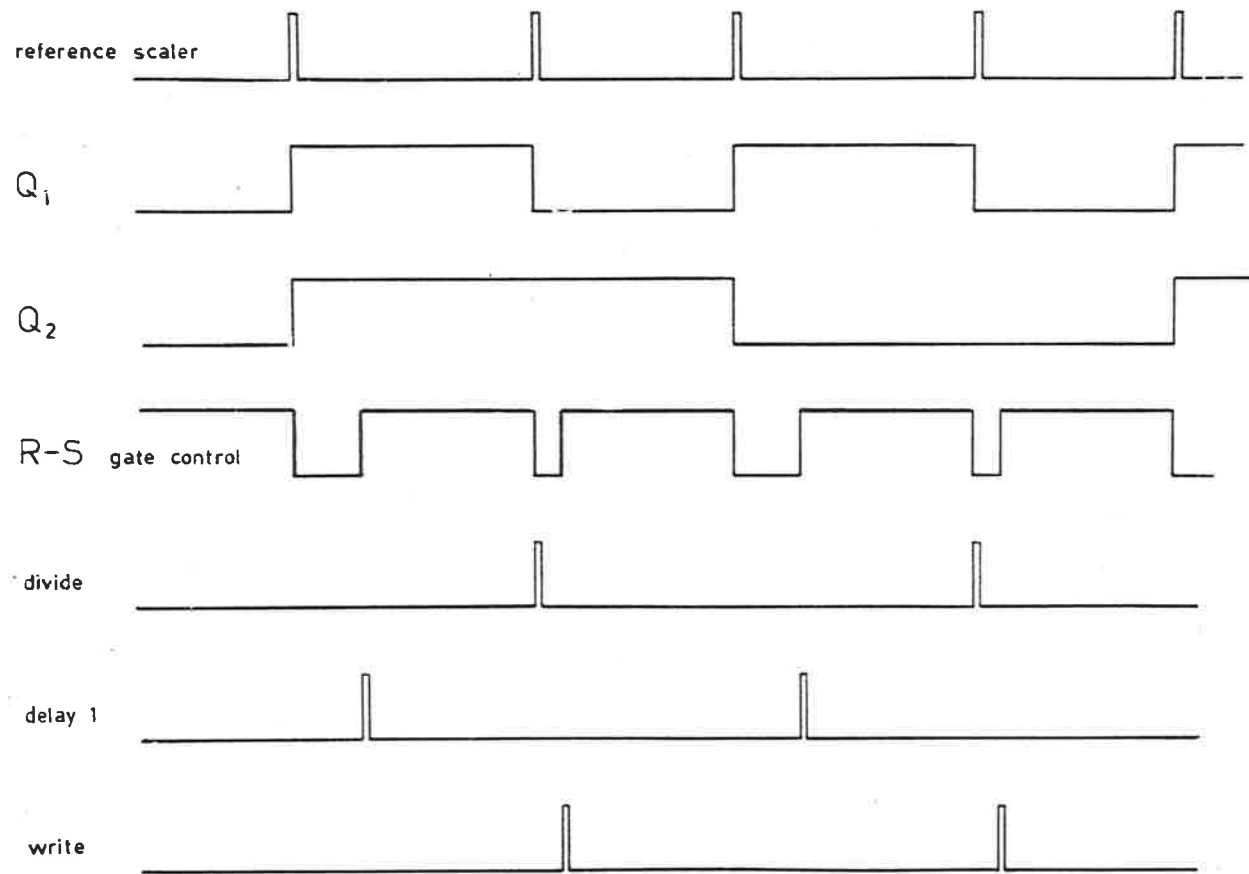 reference scaler
Q₁
Q₂
R-S gate control
divide
delay 1
write